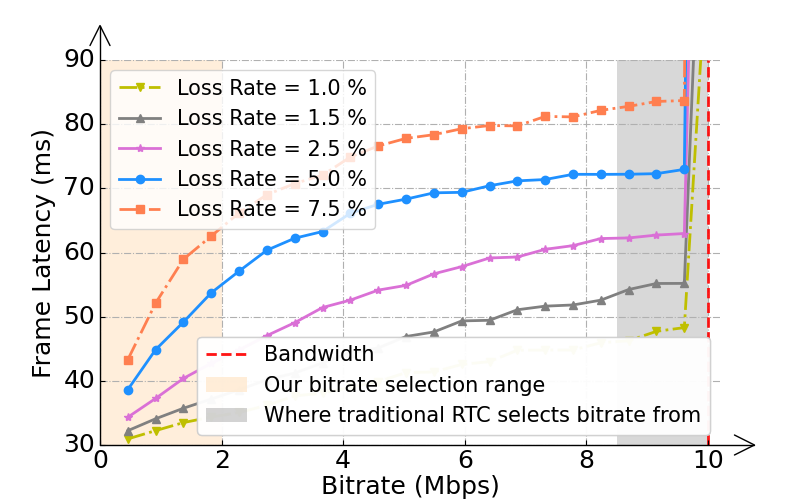 90
80
70
60
50
40
30
Frame Latency (ms)
Loss Rate = 1.0 %
Loss Rate = 1.5 %
Loss Rate = 2.5 %
Loss Rate = 5.0 %
Loss Rate = 7.5 %
Bandwidth
Our bitrate selection range
Where traditional RTC selects bitrate from
0 2 4 6 8 10
Bitrate (Mbps)